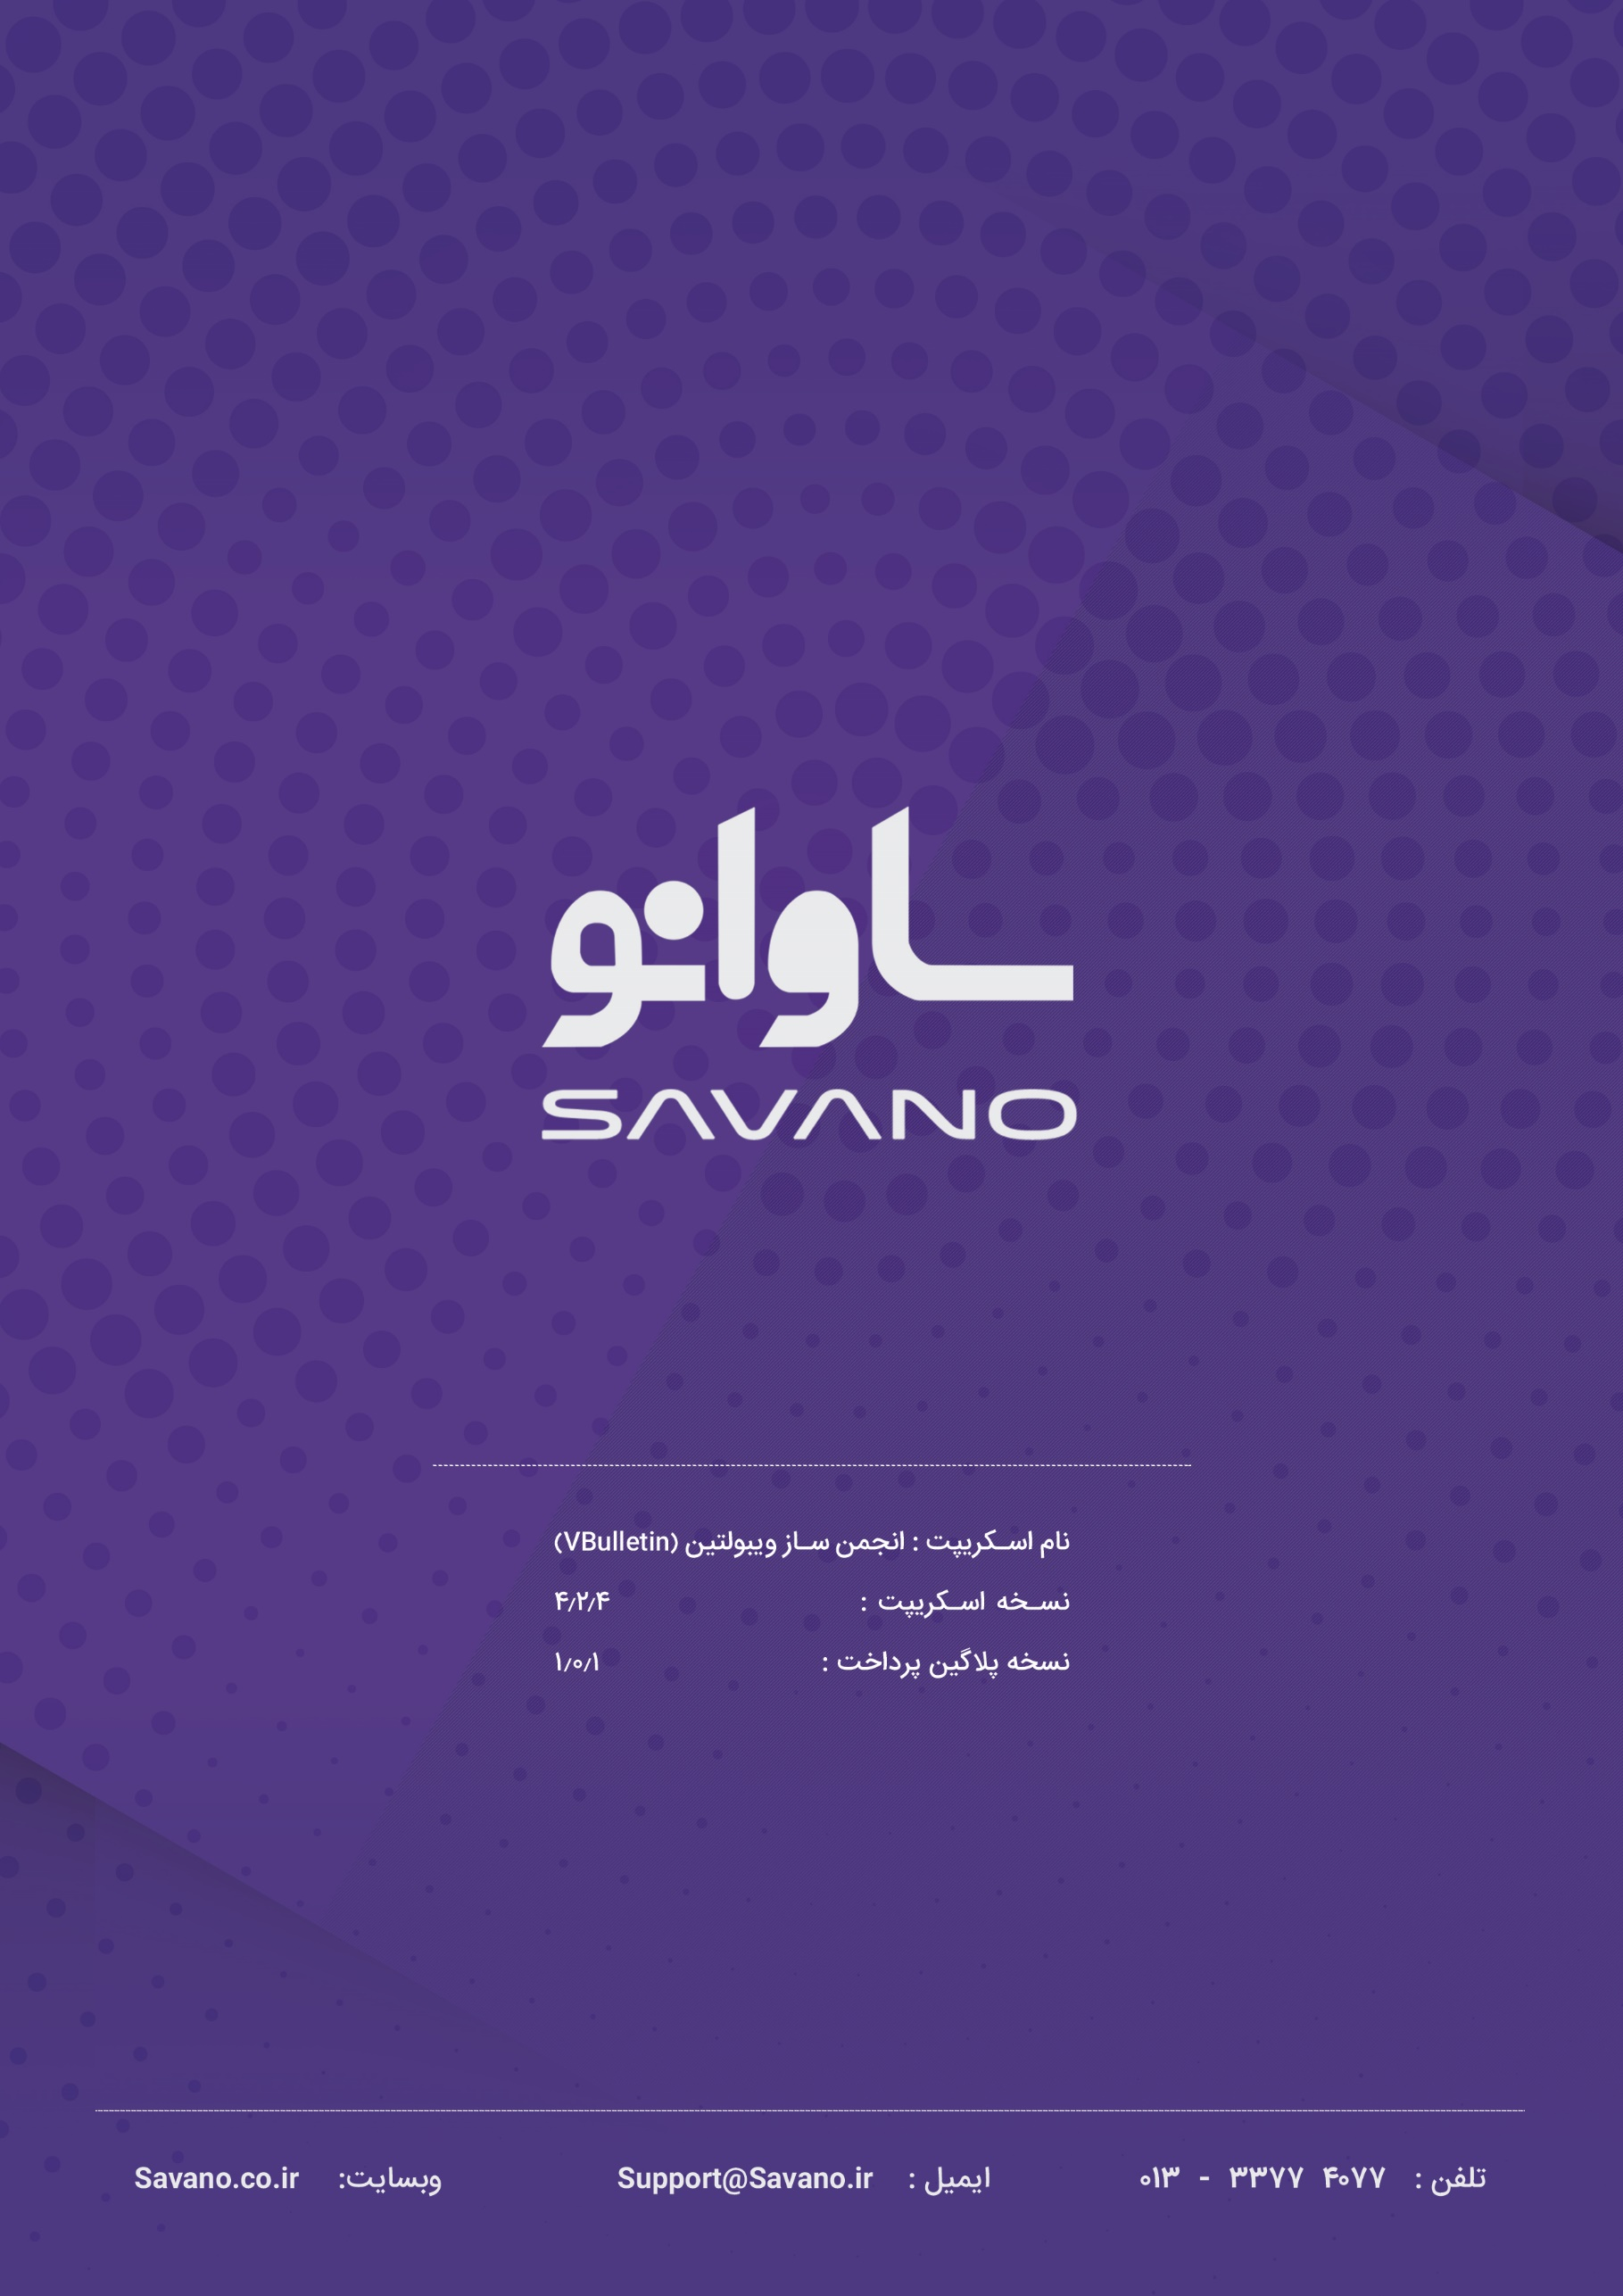 ساوانو
SAVANO
نام اسکریپت : انجمن ساز ویبولتین (VBulletin)
نسخه اسکریپت : ۴/۲/۴
نسخه پلاگین پرداخت : ۱/۰/۱
تلفن : ۰۱۳ - ۳۳۷۷ ۴۰۷۷ ایمیل : Support@Savano.ir وبسایت: Savano.co.ir